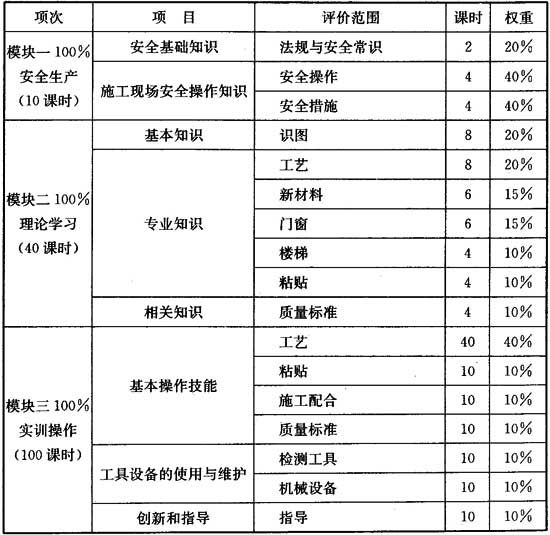 项次 项 目 评价范围 课时 权重
模块一 100%
安全生产
(10 课时)
安全基础知识 法规与安全常识 2 20%
施工现场安全操作知识 安全操作 4 40%
安全措施 4 40%
模块二 100%
理论学习
(40 课时)
基本知识 识图 8 20%
专业知识 工艺 8 20%
新材料 6 15%
门窗 6 15%
楼梯 4 10%
粘贴 4 10%
相关知识 质量标准 4 10%
模块三 100%
实训操作
(100 课时)
基本操作技能 工艺 40 40%
粘贴 10 10%
施工配合 10 10%
质量标准 10 10%
工具设备的使用与维护 检测工具 10 10%
机械设备 10 10%
创新和指导 指导 10 10%